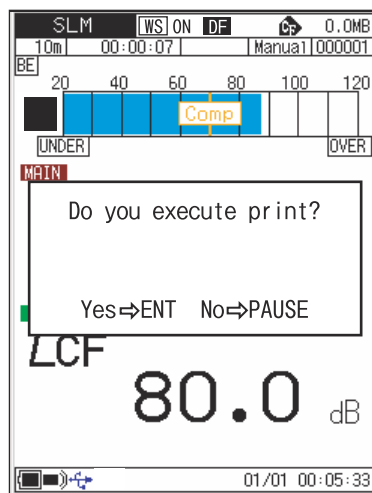 SLM WS ON DF CF 0.0MB
10m 00:00:07 Manual 000001
BE
20 40 60 80 100 120
Comp
UNDER OVER
MAIN
Do you execute print?
Yes⇨ENT No⇨PAUSE
LCF
80.0 dB
01/01 00:05:33